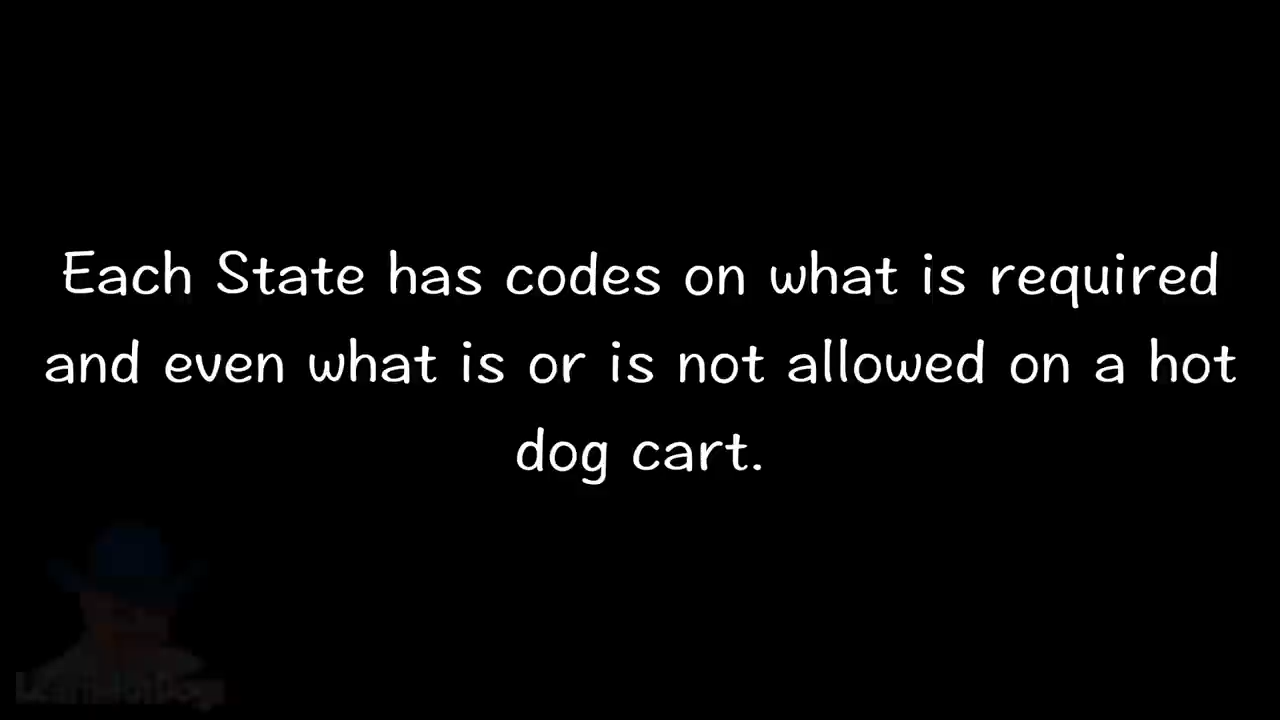 Each State has codes on what is required
and even what is or is not allowed on a hot
dog cart.
LearnHotDogs